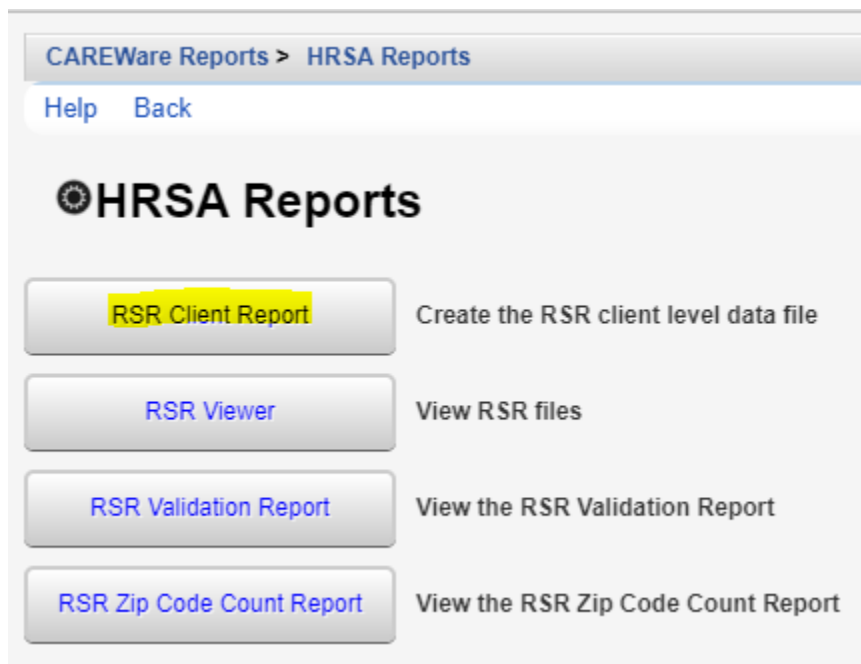 CAREWare Reports > HRSA Reports
Help Back
HRSA Reports
RSR Client Report Create the RSR client level data file
RSR Viewer View RSR files
RSR Validation Report View the RSR Validation Report
RSR Zip Code Count Report View the RSR Zip Code Count Report